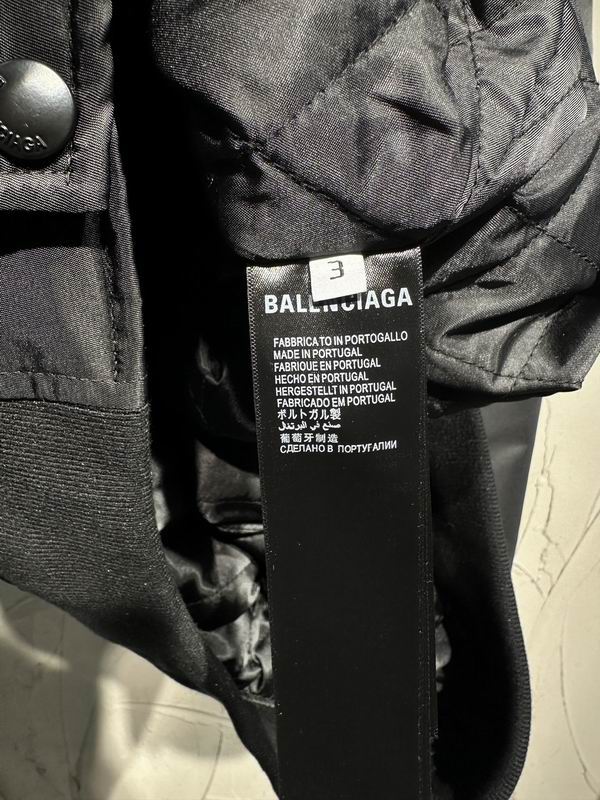 3
BALENCIAGA
FABBRICATO IN PORTOGALLO
MADE IN PORTUGAL
FABRIQUE EN PORTUGAL
HECHO EN PORTUGAL
HERGESTELLT IN PORTUGAL
FABRICADO EM PORTUGAL
ポルトガル製
صنع في البرتغال
葡萄牙制造
СДЕЛАНО В ПОРТУГАЛИИ